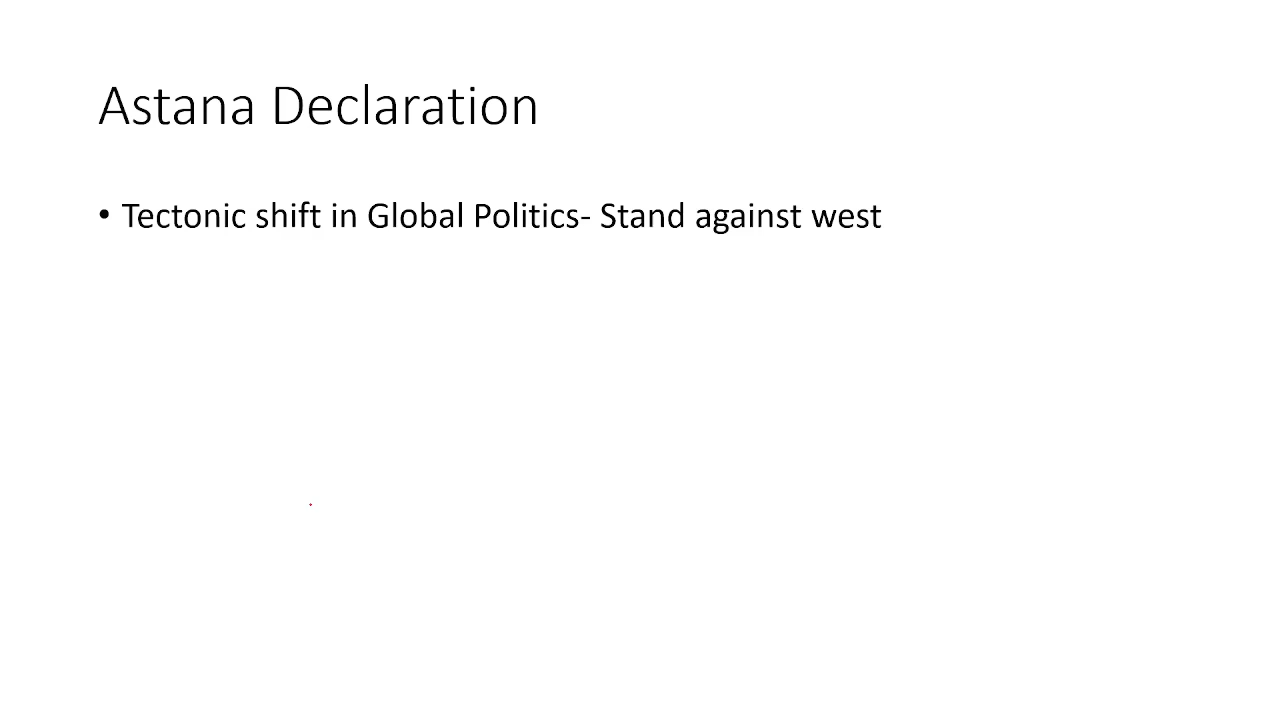 Astana Declaration
• Tectonic shift in Global Politics- Stand against west